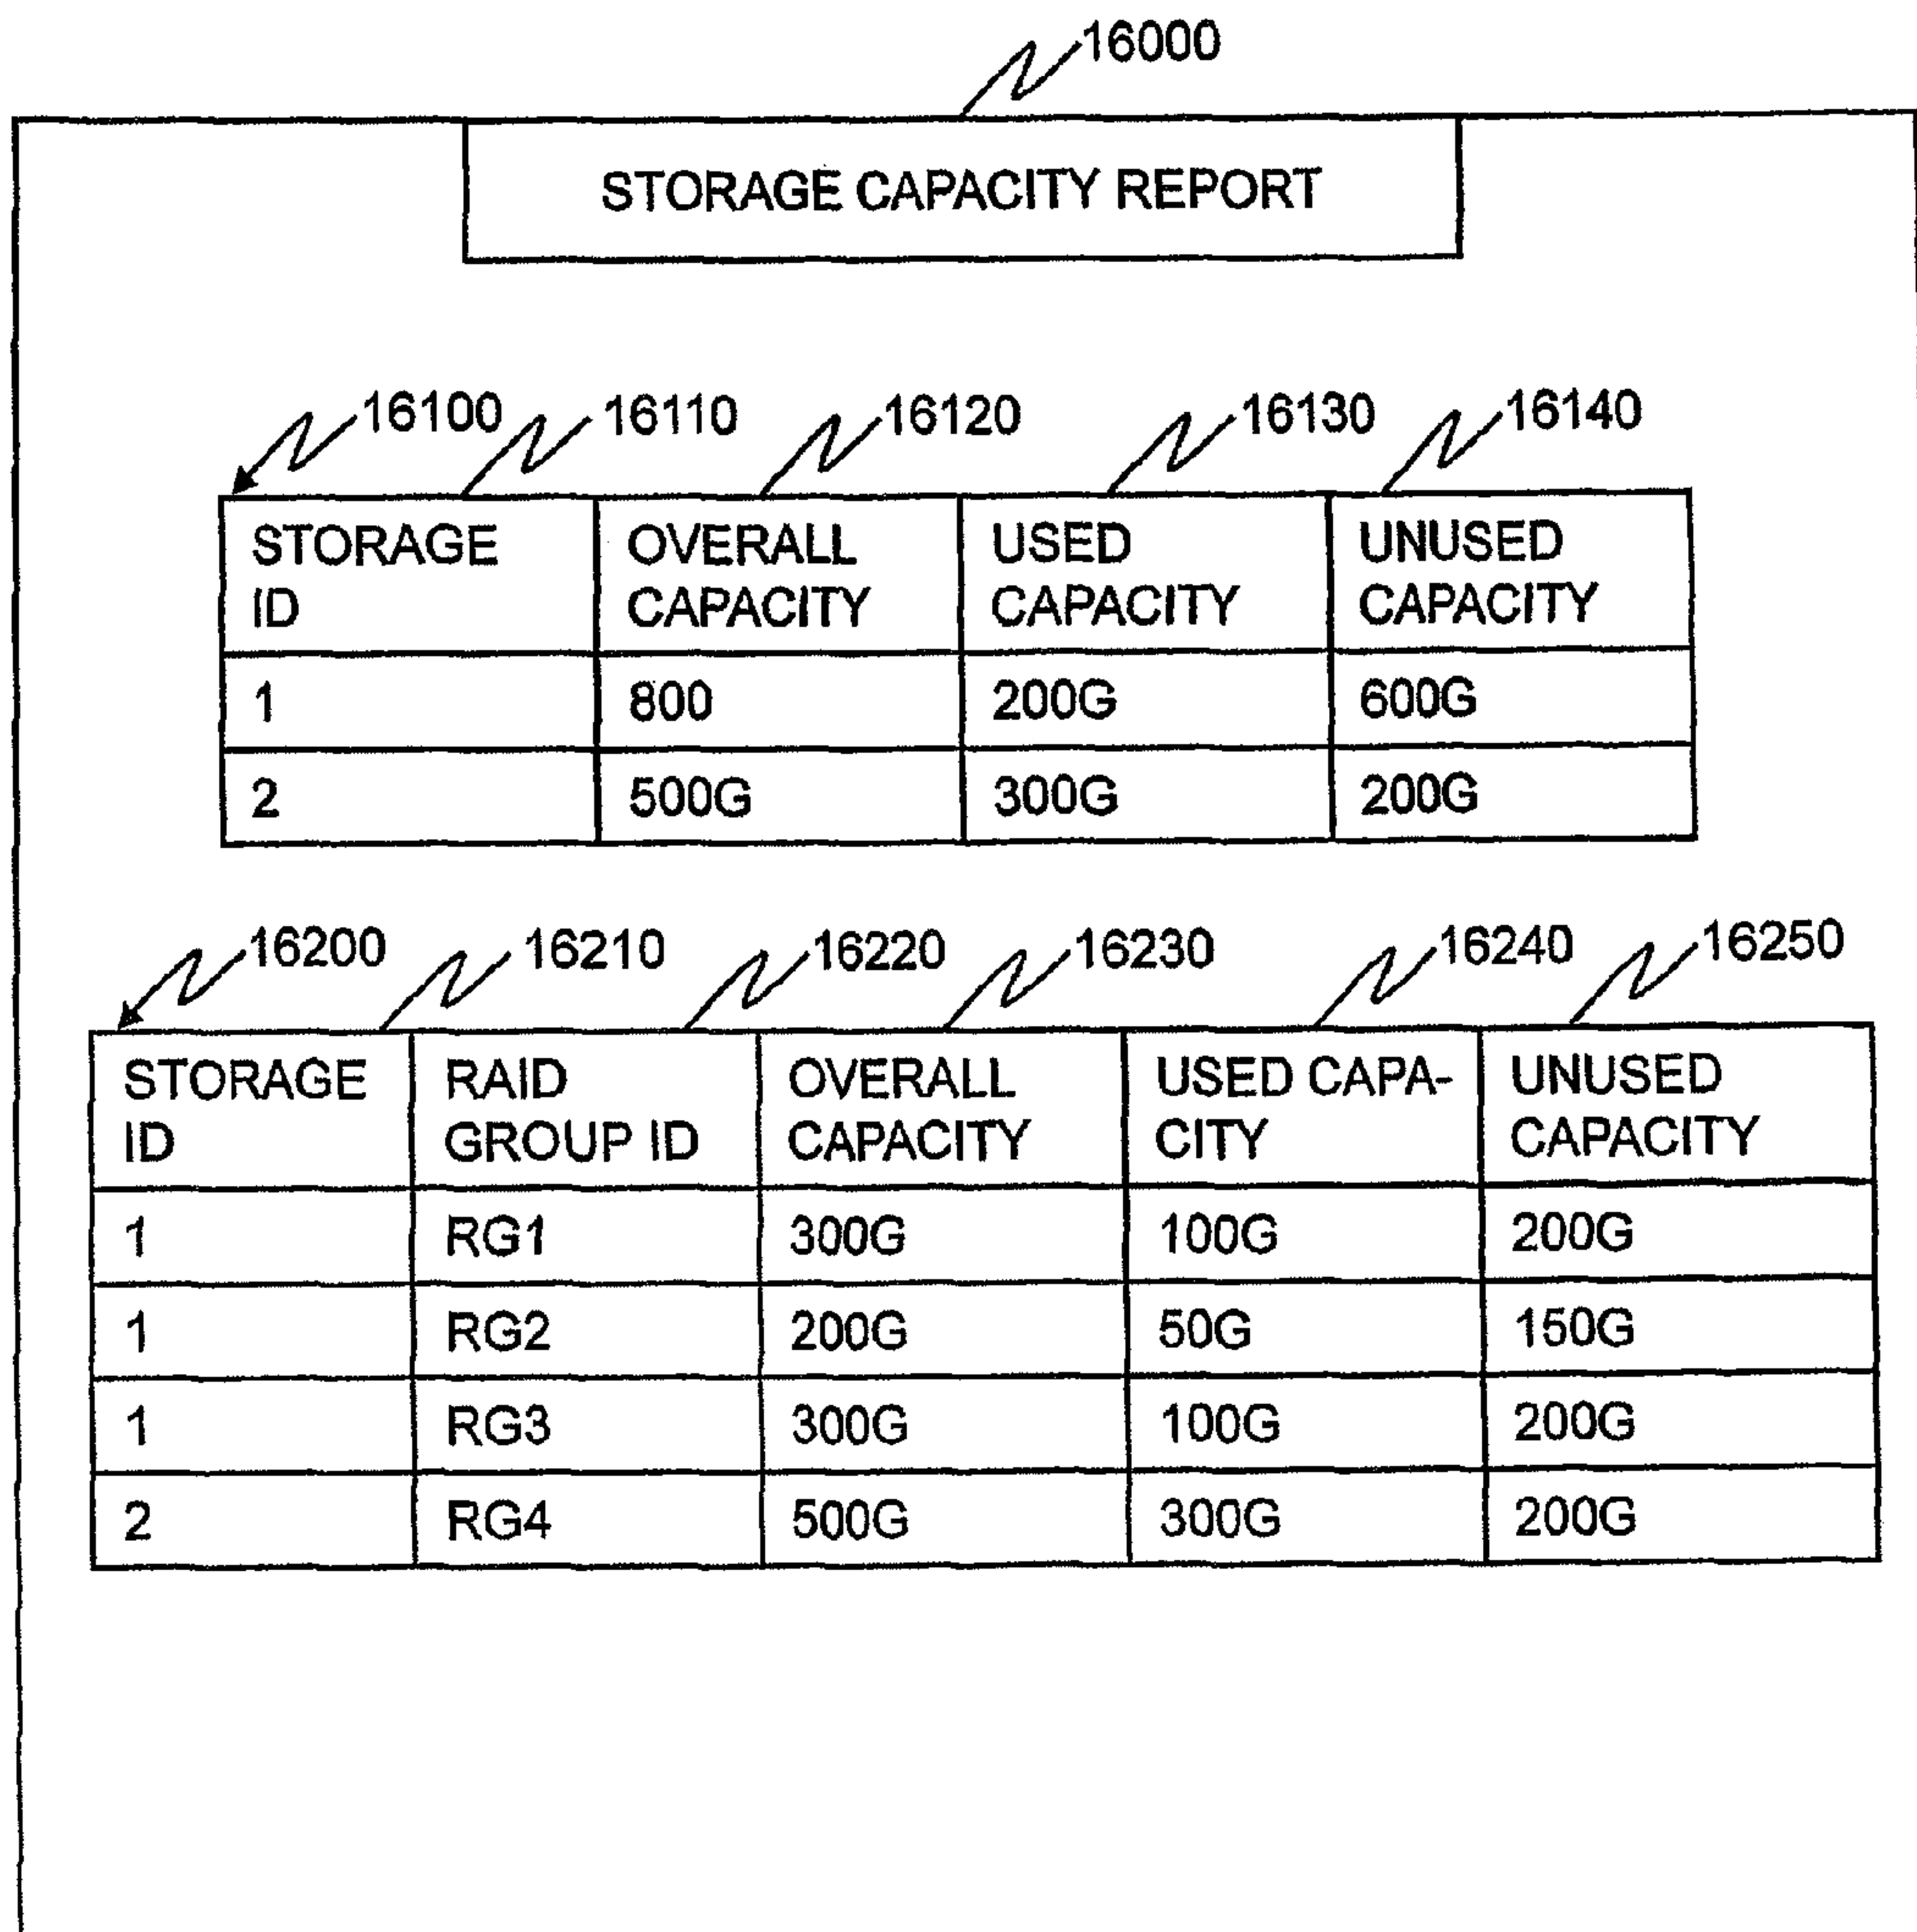 16000
STORAGE CAPACITY REPORT
16100 16110 16120 16130 16140
STORAGE ID OVERALL CAPACITY USED CAPACITY UNUSED CAPACITY
1 800 200G 600G
2 500G 300G 200G
16200 16210 16220 16230 16240 16250
STORAGE ID RAID GROUP ID OVERALL CAPACITY USED CAPA-CITY UNUSED CAPACITY
1 RG1 300G 100G 200G
1 RG2 200G 50G 150G
1 RG3 300G 100G 200G
2 RG4 500G 300G 200G